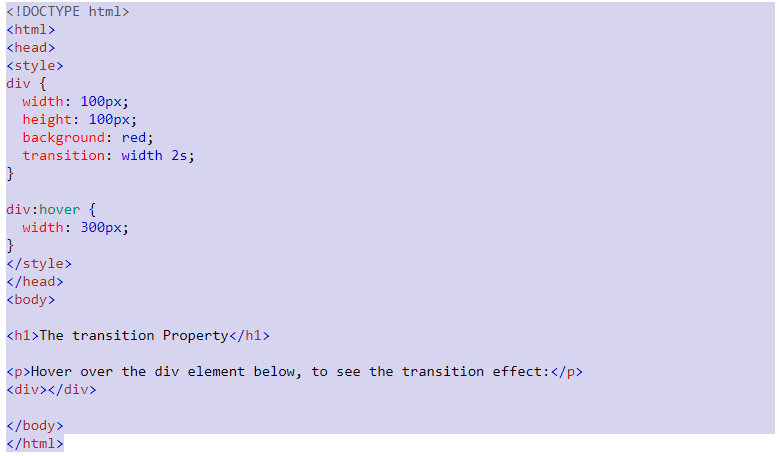 <!DOCTYPE html>
<html>
<head>
<style>
div {
  width: 100px;
  height: 100px;
  background: red;
  transition: width 2s;
}

div:hover {
  width: 300px;
}
</style>
</head>
<body>

<h1>The transition Property</h1>

<p>Hover over the div element below, to see the transition effect:</p>
<div></div>

</body>
</html>